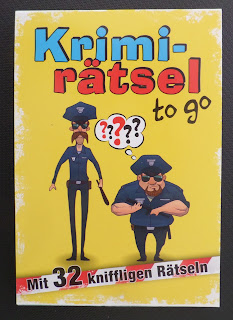 Krimi-
rätsel
to go
?????
Mit 32 kniffligen Rätseln